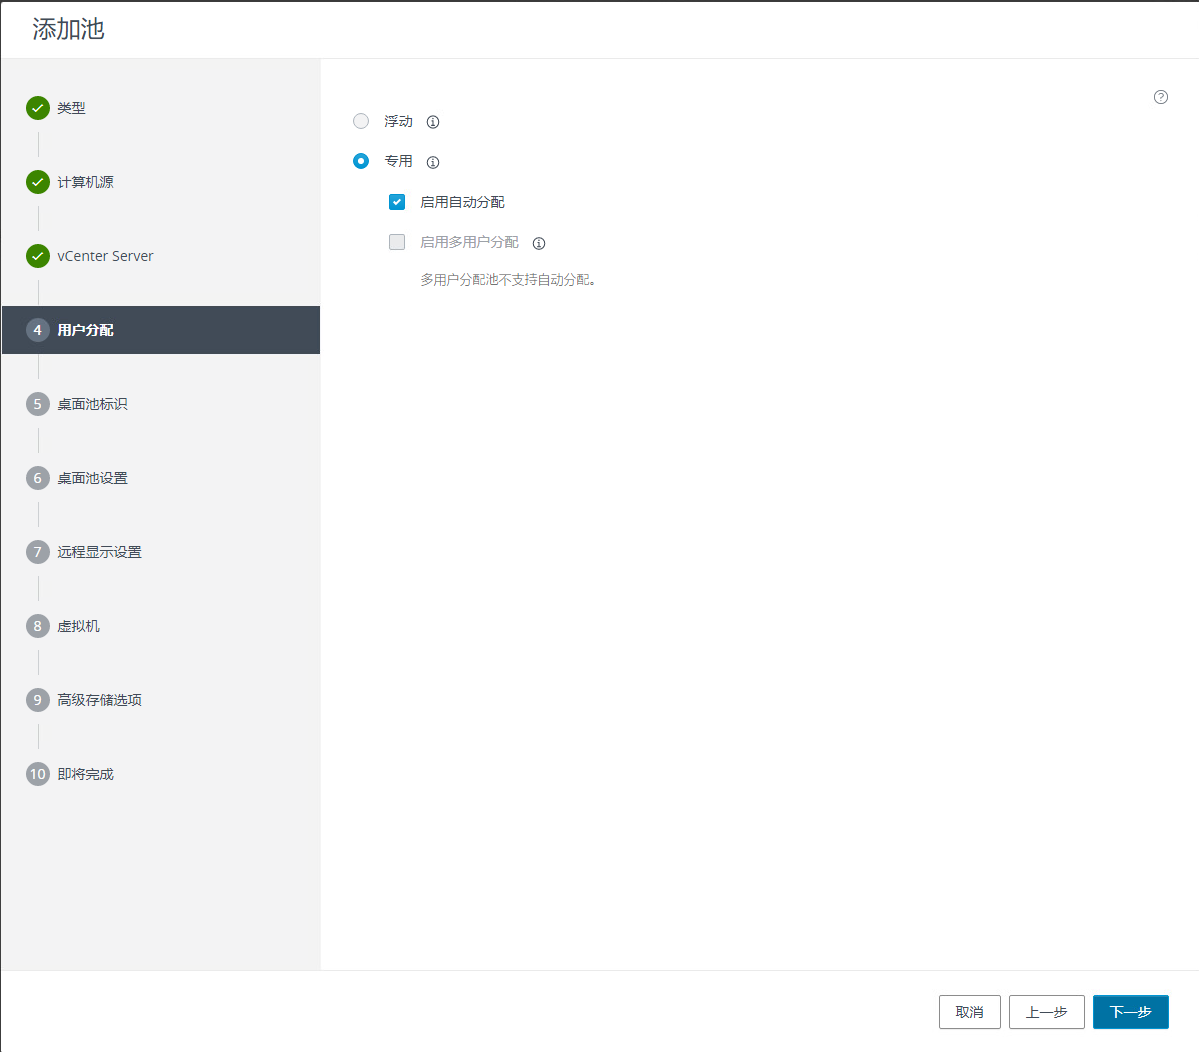 添加池
类型
计算机源
vCenter Server
4 用户分配
5 桌面池标识
6 桌面池设置
7 远程显示设置
8 虚拟机
9 高级存储选项
10 即将完成
浮动
专用
启用自动分配
启用多用户分配
多用户分配池不支持自动分配。
取消
上一步
下一步